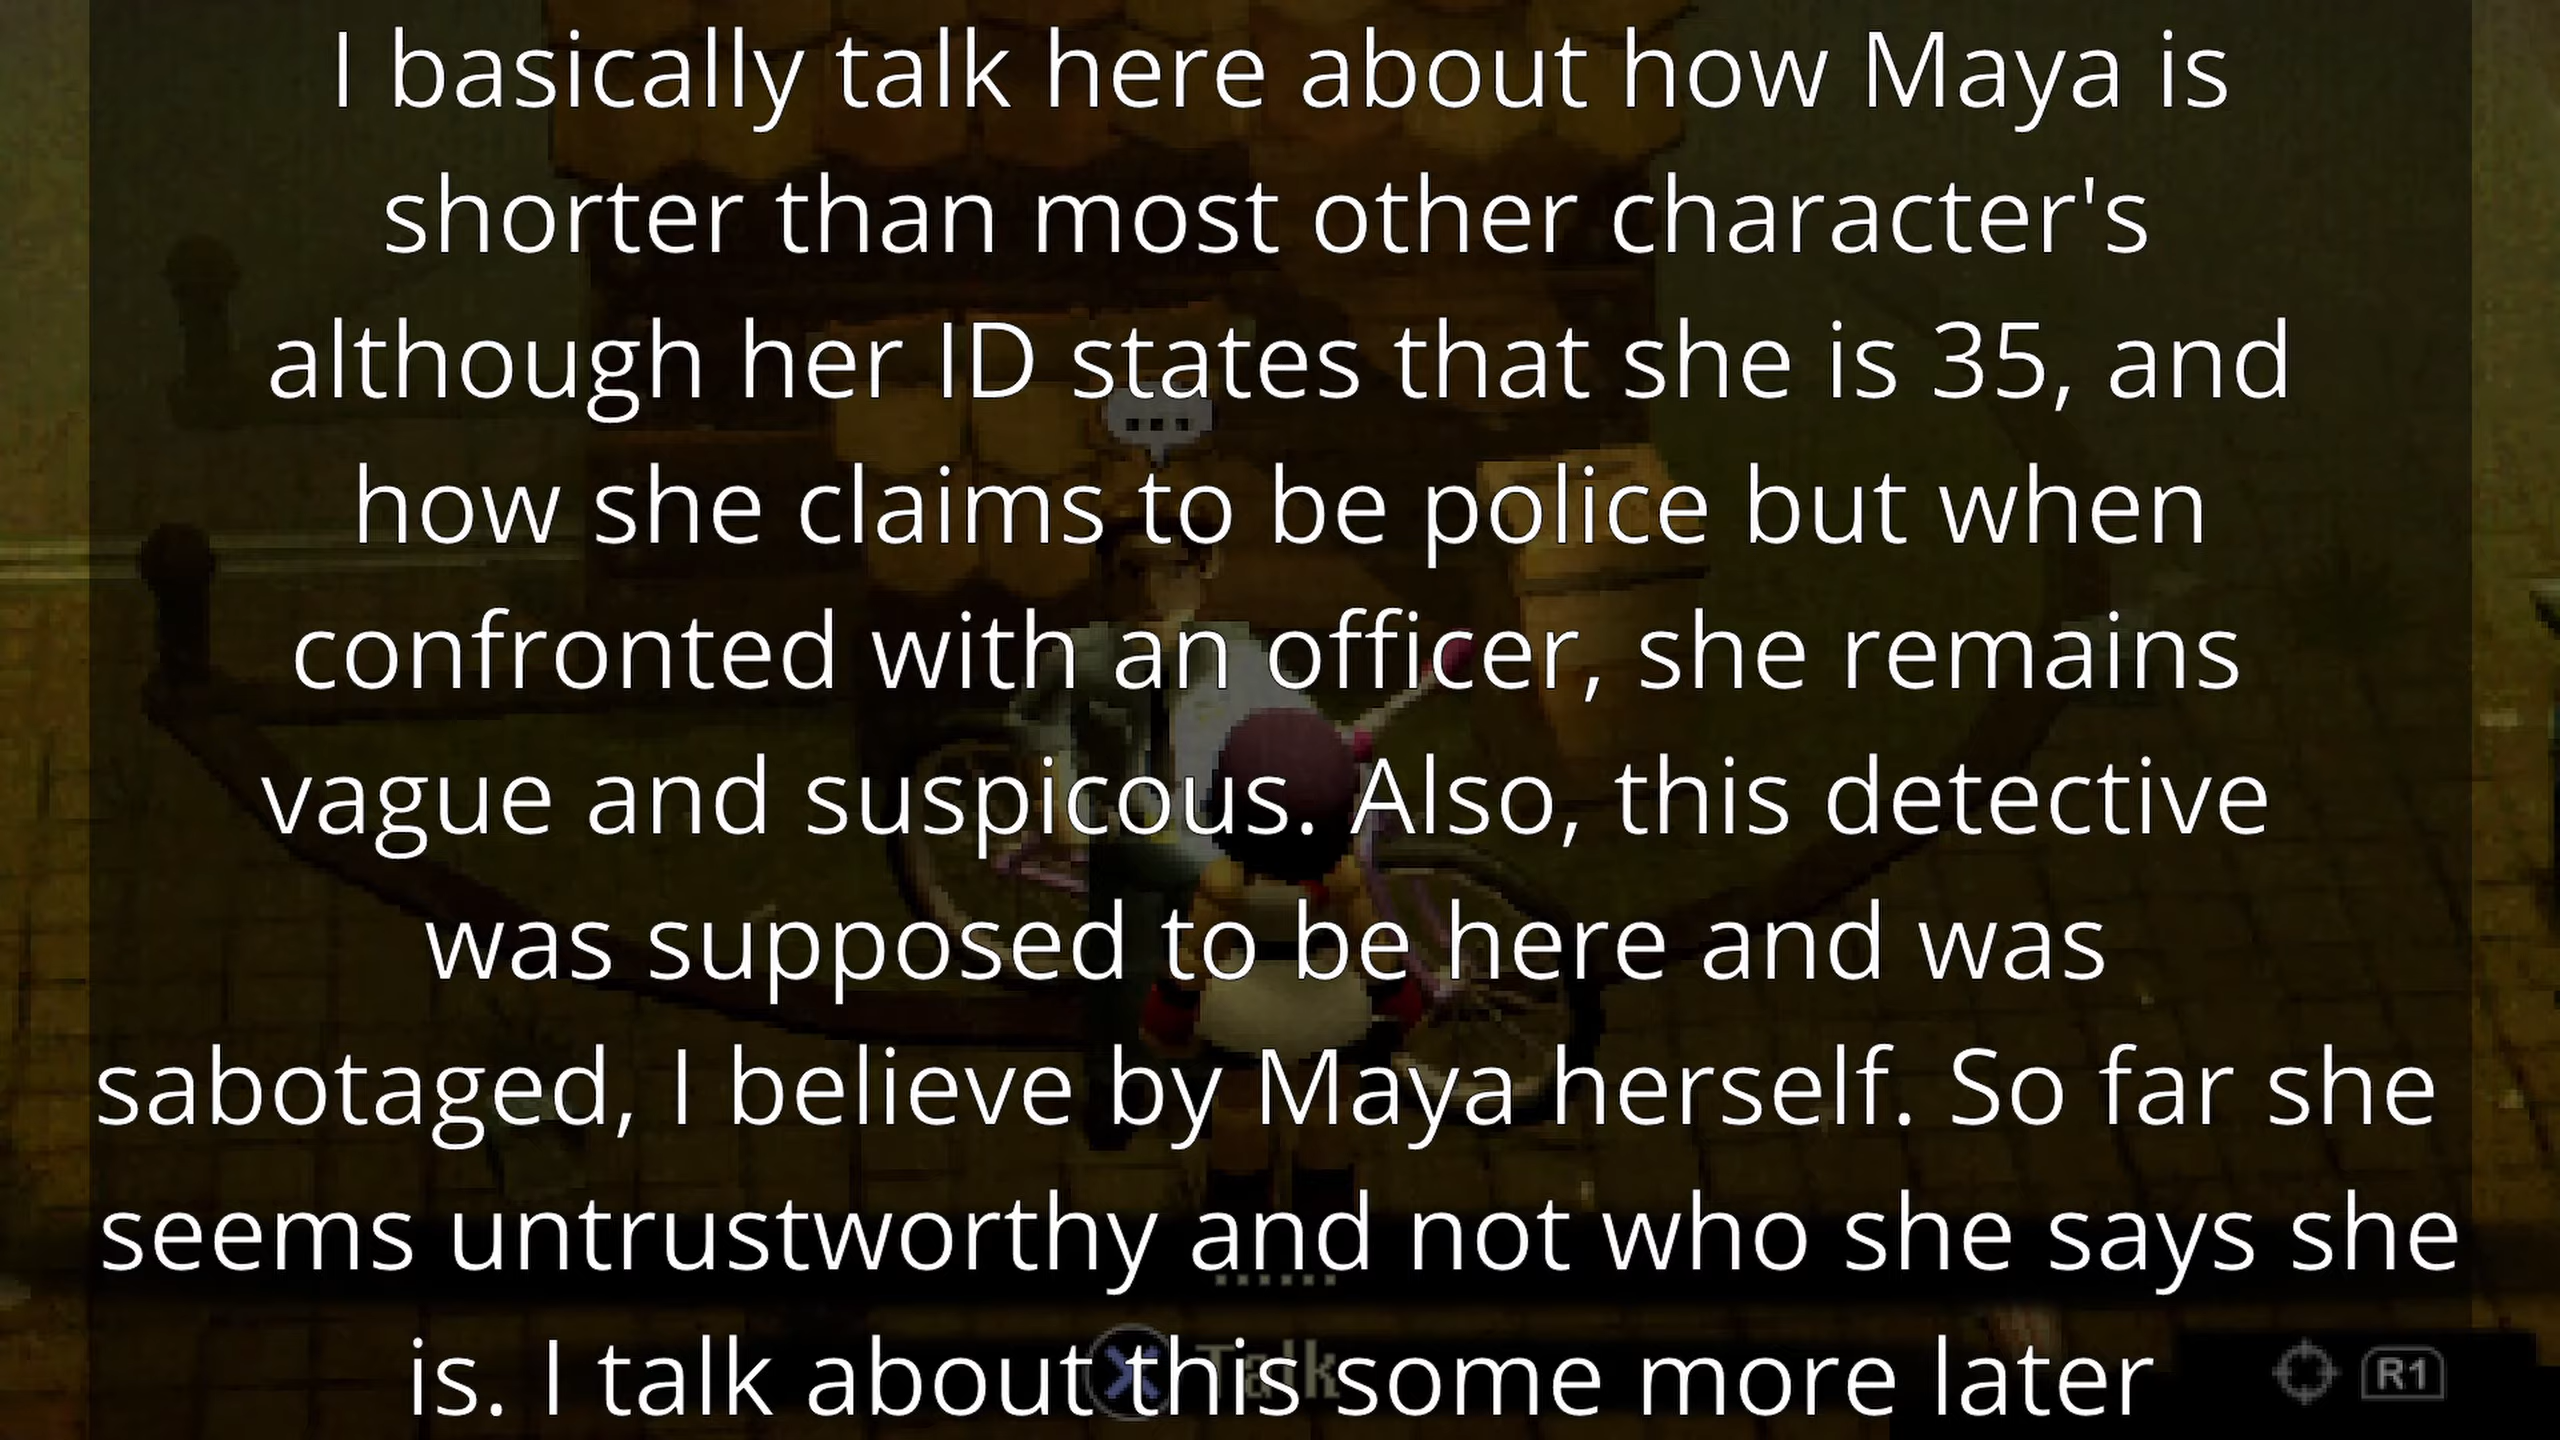 I basically talk here about how Maya is
shorter than most other character's
although her ID states that she is 35, and
how she claims to be police but when
confronted with an officer, she remains
vague and suspicous. Also, this detective
was supposed to be here and was
sabotaged, I believe by Maya herself. So far she
seems untrustworthy and not who she says she
is. I talk about this some more later
...
......
X Talk
R1